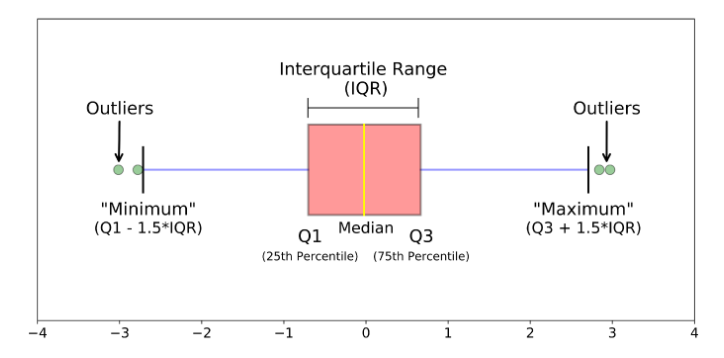 Interquartile Range
(IQR)
Outliers
Outliers
"Minimum"
(Q1 - 1.5*IQR)
"Maximum"
(Q3 + 1.5*IQR)
Q1
Median
Q3
(25th Percentile)
(75th Percentile)
−4
−3
−2
−1
0
1
2
3
4